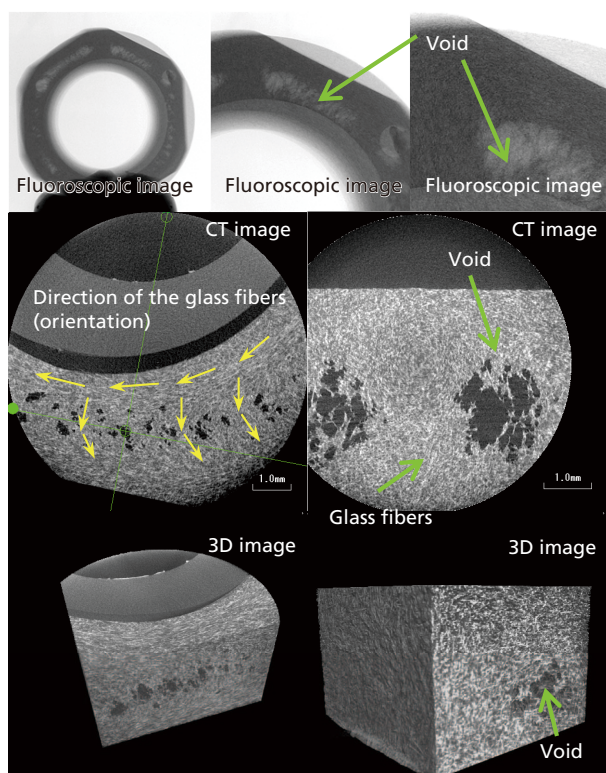 Void
Fluoroscopic image
Fluoroscopic image
Fluoroscopic image
CT image
Direction of the glass fibers
(orientation)
1.0mm
CT image
Void
Glass fibers
1.0mm
3D image
3D image
Void